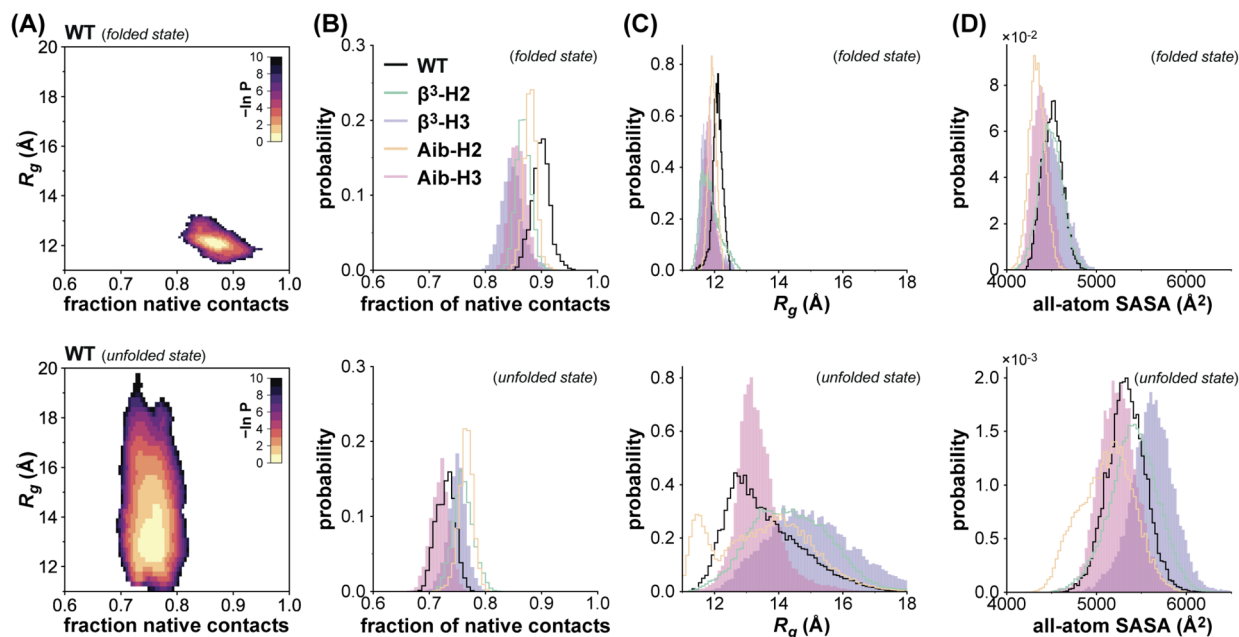 (A)
WT (folded state)
20
18
16
14
12
Rg (Å)
0.6 0.7 0.8 0.9 1.0
fraction native contacts
10
8
6
4
2
0
−ln P
(B)
0.3
0.2
0.1
0.0
probability
(folded state)
WT
β³-H2
β³-H3
Aib-H2
Aib-H3
0.6 0.7 0.8 0.9 1.0
fraction of native contacts
(C)
0.8
0.6
0.4
0.2
0
probability
(folded state)
12 14 16 18
Rg (Å)
(D)
×10⁻²
8
6
4
2
0
probability
(folded state)
4000 5000 6000
all-atom SASA (Å²)
WT (unfolded state)
20
18
16
14
12
Rg (Å)
0.6 0.7 0.8 0.9 1.0
fraction native contacts
10
8
6
4
2
0
−ln P
0.3
0.2
0.1
0.0
probability
(unfolded state)
0.6 0.7 0.8 0.9 1.0
fraction of native contacts
0.8
0.6
0.4
0.2
0
probability
(unfolded state)
12 14 16 18
Rg (Å)
×10⁻³
2.0
1.5
1.0
0.5
0.0
probability
(unfolded state)
4000 5000 6000
all-atom SASA (Å²)